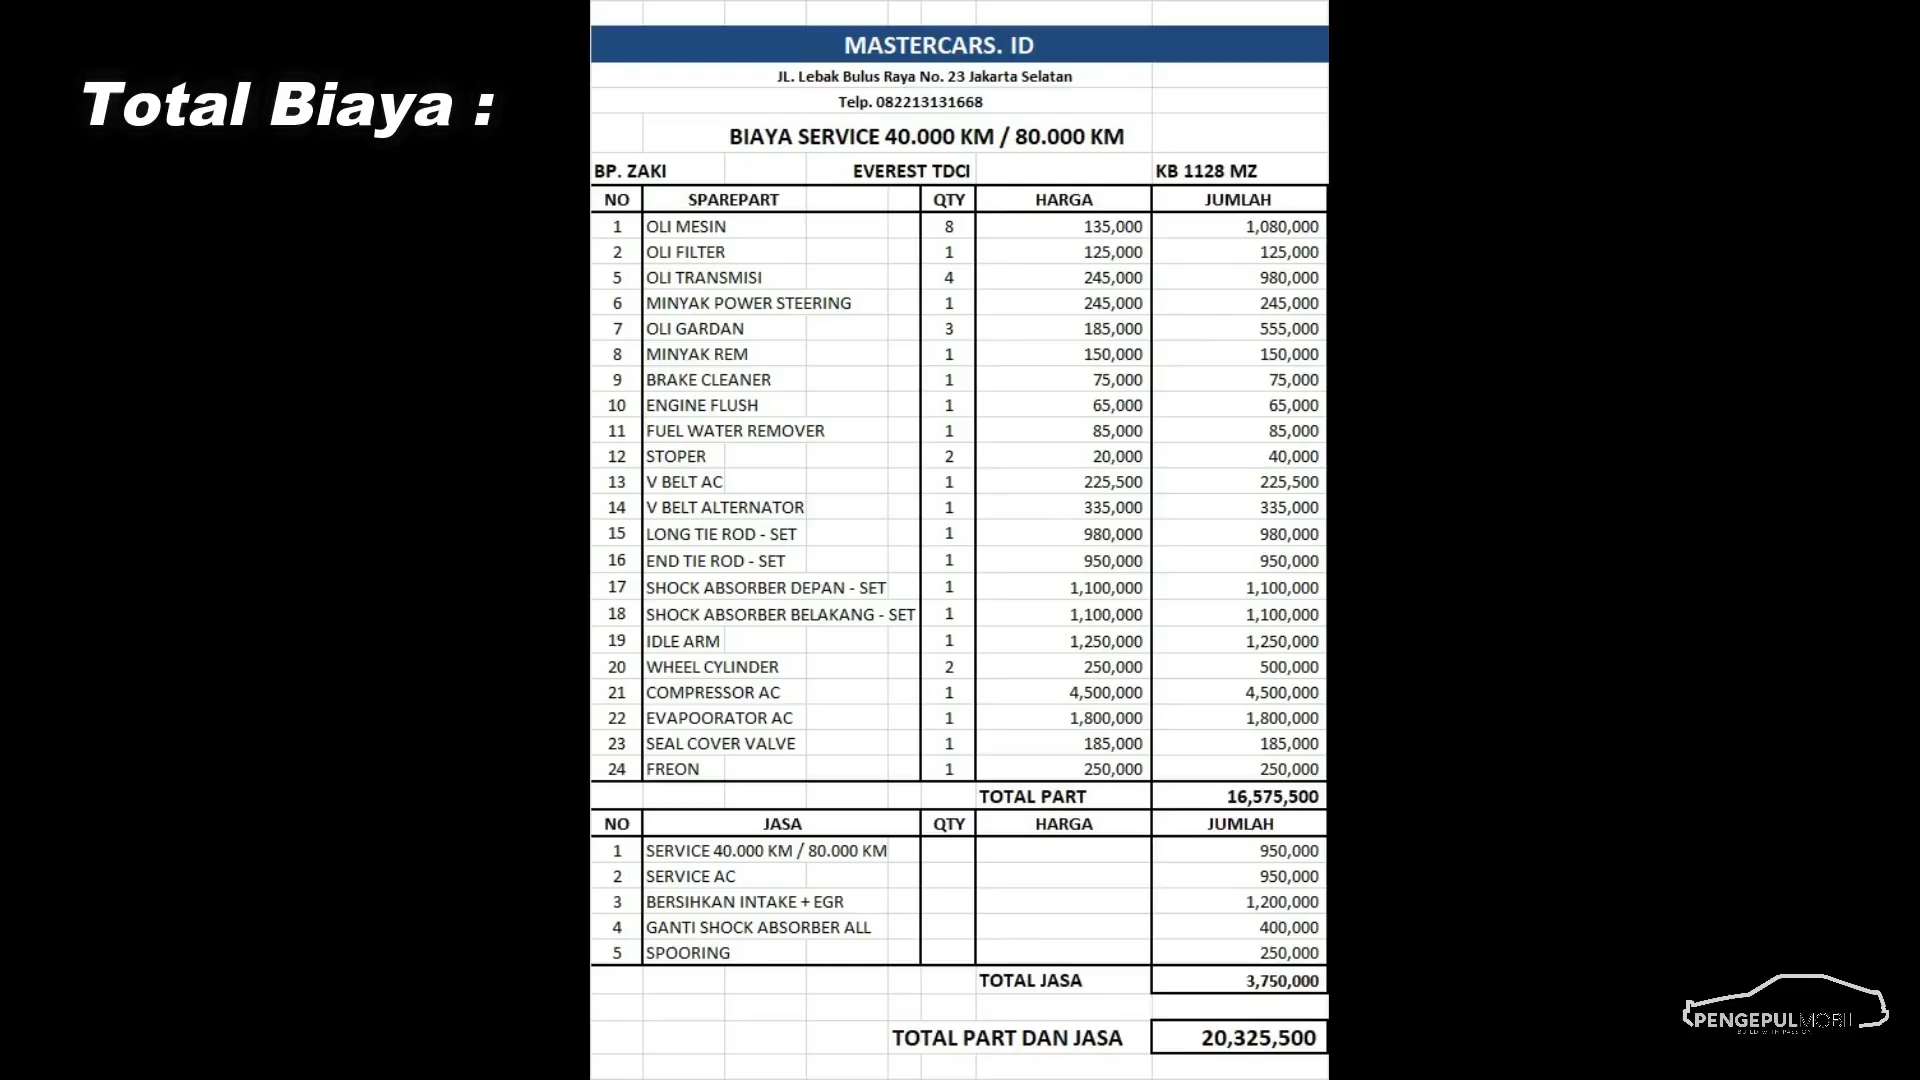 Total Biaya :
MASTERCARS. ID
JL. Lebak Bulus Raya No. 23 Jakarta Selatan
Telp. 082213131668
BIAYA SERVICE 40.000 KM / 80.000 KM
BP. ZAKI EVEREST TDCI KB 1128 MZ
NO SPAREPART QTY HARGA JUMLAH
1 OLI MESIN 8 135,000 1,080,000
2 OLI FILTER 1 125,000 125,000
5 OLI TRANSMISI 4 245,000 980,000
6 MINYAK POWER STEERING 1 245,000 245,000
7 OLI GARDAN 3 185,000 555,000
8 MINYAK REM 1 150,000 150,000
9 BRAKE CLEANER 1 75,000 75,000
10 ENGINE FLUSH 1 65,000 65,000
11 FUEL WATER REMOVER 1 85,000 85,000
12 STOPER 2 20,000 40,000
13 V BELT AC 1 225,500 225,500
14 V BELT ALTERNATOR 1 335,000 335,000
15 LONG TIE ROD - SET 1 980,000 980,000
16 END TIE ROD - SET 1 950,000 950,000
17 SHOCK ABSORBER DEPAN - SET 1 1,100,000 1,100,000
18 SHOCK ABSORBER BELAKANG - SET 1 1,100,000 1,100,000
19 IDLE ARM 1 1,250,000 1,250,000
20 WHEEL CYLINDER 2 250,000 500,000
21 COMPRESSOR AC 1 4,500,000 4,500,000
22 EVAPOORATOR AC 1 1,800,000 1,800,000
23 SEAL COVER VALVE 1 185,000 185,000
24 FREON 1 250,000 250,000
TOTAL PART 16,575,500
NO JASA QTY HARGA JUMLAH
1 SERVICE 40.000 KM / 80.000 KM 950,000
2 SERVICE AC 950,000
3 BERSIHKAN INTAKE + EGR 1,200,000
4 GANTI SHOCK ABSORBER ALL 400,000
5 SPOORING 250,000
TOTAL JASA 3,750,000
TOTAL PART DAN JASA 20,325,500
PENGEPULMOBIL